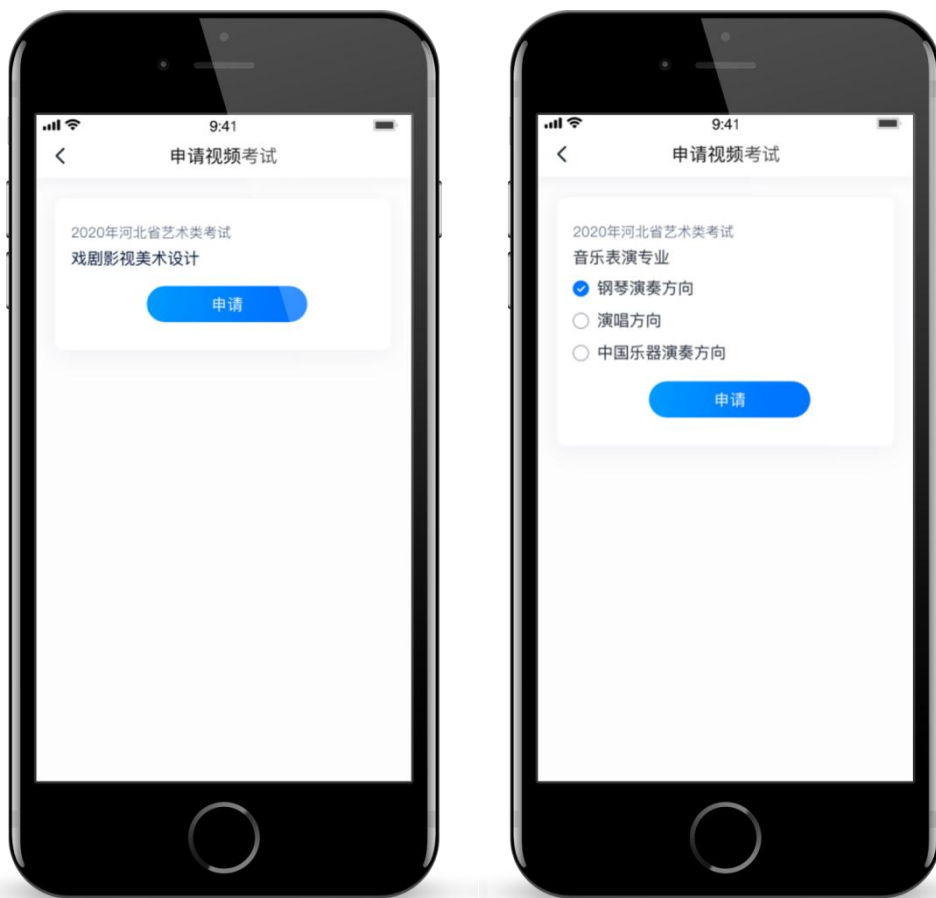 9:41
申请视频考试
2020年河北省艺术类考试
戏剧影视美术设计
申请
9:41
申请视频考试
2020年河北省艺术类考试
音乐表演专业
钢琴演奏方向
演唱方向
中国乐器演奏方向
申请